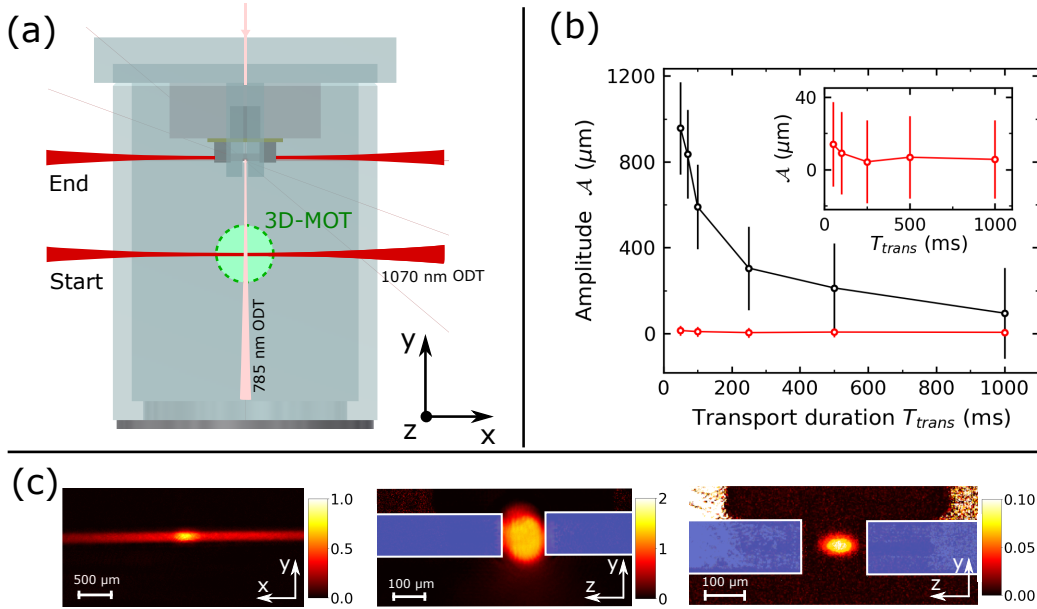 (a)
End
3D-MOT
Start
1070 nm ODT
785 nm ODT
y
z
x
(b)
1200
800
400
0
Amplitude 𝒜 (μm)
0
200
400
600
800
1000
Transport duration T_trans (ms)
40
0
𝒜 (μm)
0
500
1000
T_trans (ms)
(c)
1.0
0.5
0.0
500 μm
y
x
2
1
0
100 μm
y
z
0.10
0.05
0.00
100 μm
y
z